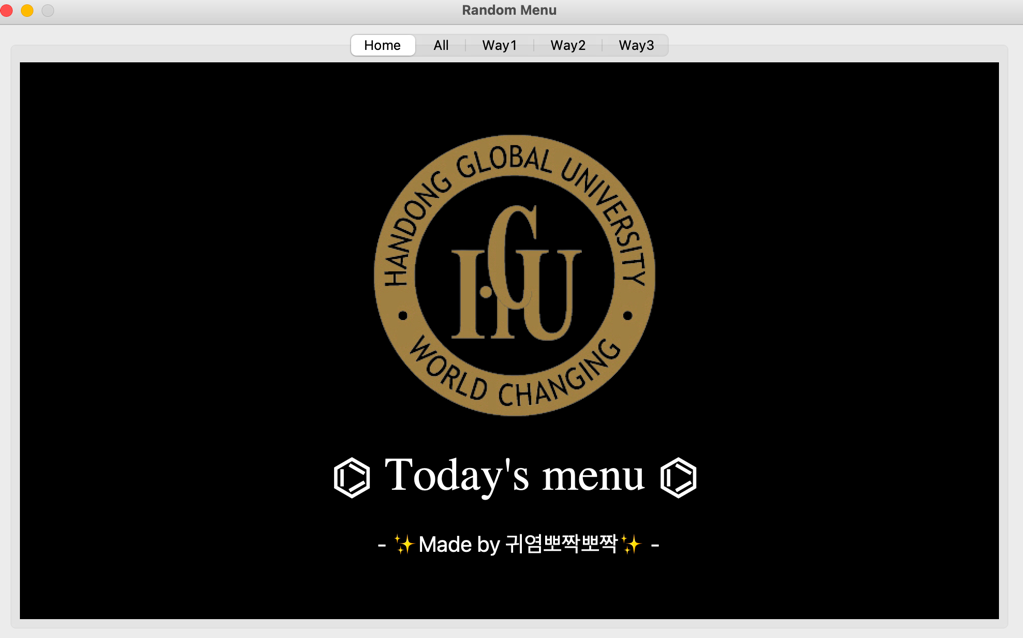 Random Menu
Home All Way1 Way2 Way3
HANDONG GLOBAL UNIVERSITY
HGU
WORLD CHANGING
⌬ Today's menu ⌬
- ✨Made by 귀염뽀짝뽀짝✨ -